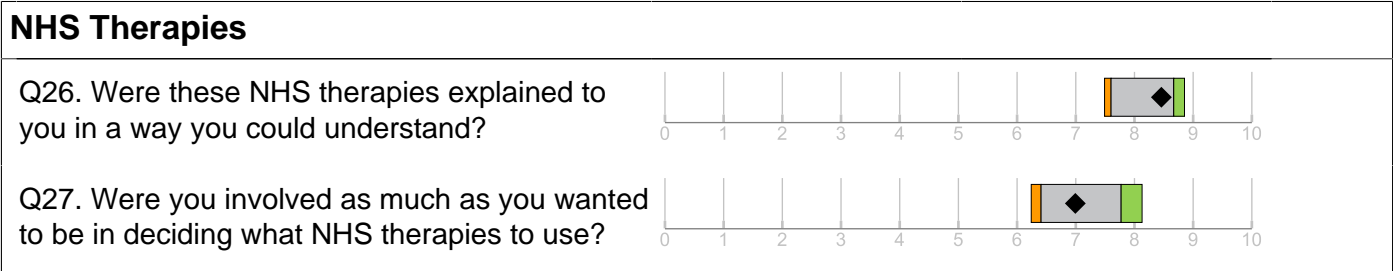 NHS Therapies
Q26. Were these NHS therapies explained to
you in a way you could understand?
0 1 2 3 4 5 6 7 8 9 10
Q27. Were you involved as much as you wanted
to be in deciding what NHS therapies to use?
0 1 2 3 4 5 6 7 8 9 10